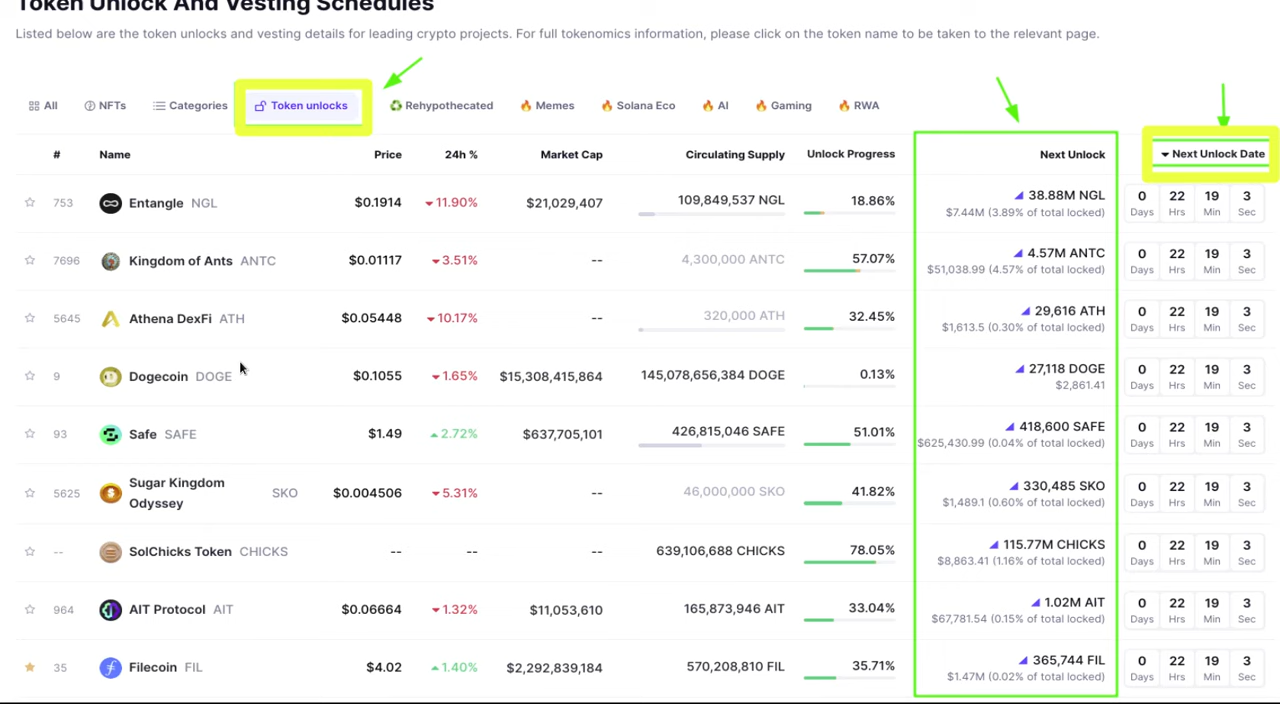 Token Unlock And Vesting Schedules
Listed below are the token unlocks and vesting details for leading crypto projects. For full tokenomics information, please click on the token name to be taken to the relevant page.
All NFTs Categories Token unlocks Rehypothecated Memes Solana Eco AI Gaming RWA
# Name Price 24h % Market Cap Circulating Supply Unlock Progress Next Unlock Next Unlock Date
753 Entangle NGL $0.1914 11.90% $21,029,407 109,849,537 NGL 18.86% 38.88M NGL 0 22 19 3
$7.44M (3.89% of total locked) Days Hrs Min Sec
7696 Kingdom of Ants ANTC $0.01117 3.51% -- 4,300,000 ANTC 57.07% 4.57M ANTC 0 22 19 3
$51,038.99 (4.57% of total locked) Days Hrs Min Sec
5645 Athena DexFi ATH $0.05448 10.17% -- 320,000 ATH 32.45% 29,616 ATH 0 22 19 3
$1,613.5 (0.30% of total locked) Days Hrs Min Sec
9 Dogecoin DOGE $0.1055 1.65% $15,308,415,864 145,078,656,384 DOGE 0.13% 27,118 DOGE 0 22 19 3
$2,861.41 Days Hrs Min Sec
93 Safe SAFE $1.49 2.72% $637,705,101 426,815,046 SAFE 51.01% 418,600 SAFE 0 22 19 3
$625,430.99 (0.04% of total locked) Days Hrs Min Sec
5625 Sugar Kingdom Odyssey SKO $0.004506 5.31% -- 46,000,000 SKO 41.82% 330,485 SKO 0 22 19 3
$1,489.1 (0.60% of total locked) Days Hrs Min Sec
-- SolChicks Token CHICKS -- -- -- 639,106,688 CHICKS 78.05% 115.77M CHICKS 0 22 19 3
$8,863.41 (1.16% of total locked) Days Hrs Min Sec
964 AIT Protocol AIT $0.06664 1.32% $11,053,610 165,873,946 AIT 33.04% 1.02M AIT 0 22 19 3
$67,781.54 (0.15% of total locked) Days Hrs Min Sec
35 Filecoin FIL $4.02 1.40% $2,292,839,184 570,208,810 FIL 35.71% 365,744 FIL 0 22 19 3
$1.47M (0.02% of total locked) Days Hrs Min Sec